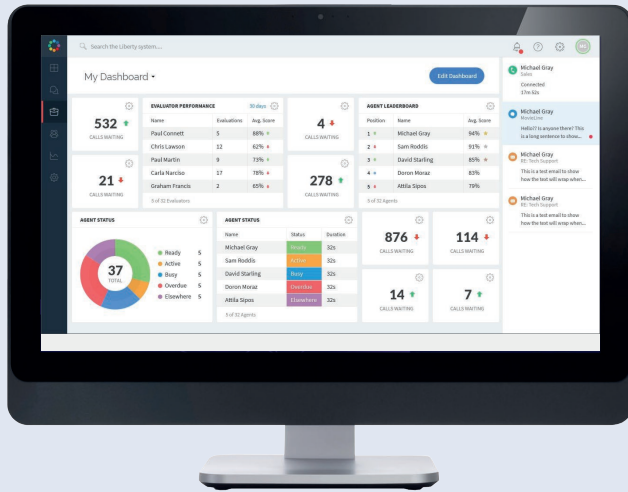 Search the Liberty system...
My Dashboard
Edit Dashboard
532
CALLS WAITING
21
CALLS WAITING
EVALUATOR PERFORMANCE 30 days
Name Evaluations Avg. Score
Paul Connett 5 88%
Chris Lawson 12 62%
Paul Martin 9 73%
Carla Narciso 17 78%
Graham Francis 2 65%
3 of 32 Evaluators
4
CALLS WAITING
278
CALLS WAITING
AGENT LEADERBOARD
Position Name Avg. Score
1 Michael Gray 94%
2 Sam Roddis 91%
3 David Starling 85%
4 Doron Moraz 83%
5 Attila Sipos 79%
3 of 32 Agents
AGENT STATUS
37
TOTAL
Ready 5
Active 5
Busy 5
Overdue 5
Elsewhere 5
AGENT STATUS
Name Status Duration
Michael Gray Ready 32s
Sam Roddis Active 32s
David Starling Busy 32s
Doron Moraz Overdue 32s
Attila Sipos Elsewhere 32s
5 of 32 Agents
876
CALLS WAITING
114
CALLS WAITING
14
CALLS WAITING
7
CALLS WAITING
MG
Michael Gray
Sales
Connected
17m 52s
Michael Gray
MovieLine
Hello!? Is anyone there? This
is a long sentence to show...
Michael Gray
RE: Tech Support
This is a test email to show
how the text will wrap when...
Michael Gray
RE: Tech Support
This is a test email to show
how the text will wrap when...